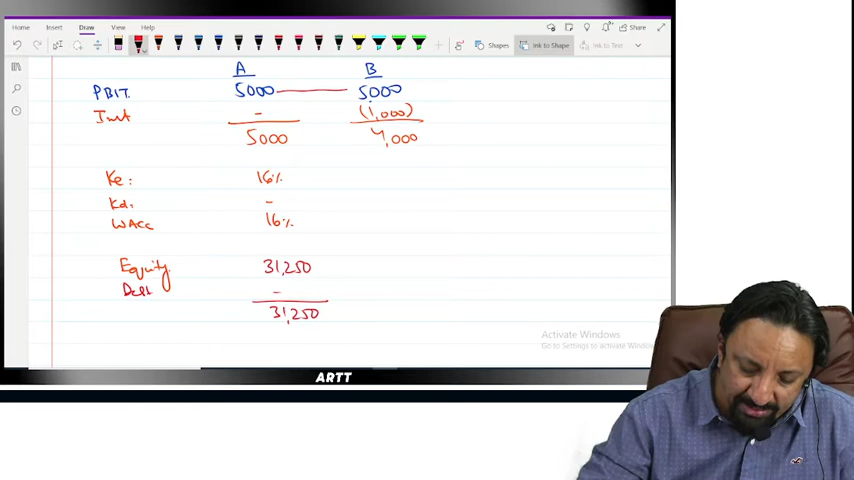 Home Insert Draw View Help Share
Shapes Ink to Shape Ink to Text
A B
PBIT 5000 5,000
Int - (1,000)
5000 4,000
Ke: 16%
Kd: -
WACC 16%
Equity 31,250
Debt -
31,250
Activate Windows
Go to Settings to activate Windows
ARTT